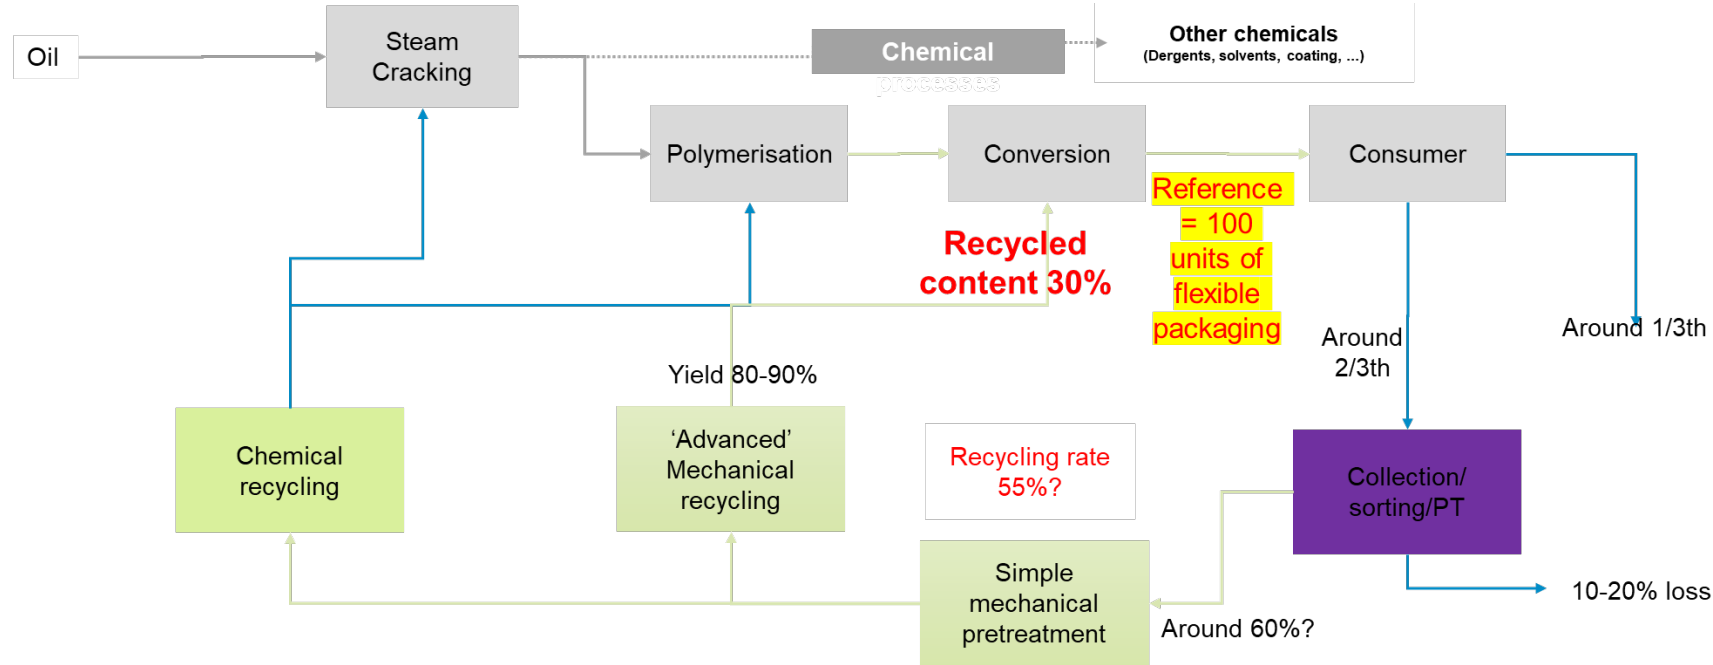 Oil
Steam
Cracking
Chemical
processes
Other chemicals
(Dergents, solvents, coating, ...)
Polymerisation
Conversion
Consumer
Reference
= 100
units of
flexible
packaging
Recycled
content 30%
Around
2/3th
Around 1/3th
Yield 80-90%
Chemical
recycling
‘Advanced’
Mechanical
recycling
Recycling rate
55%?
Collection/
sorting/PT
Simple
mechanical
pretreatment
Around 60%?
10-20% loss